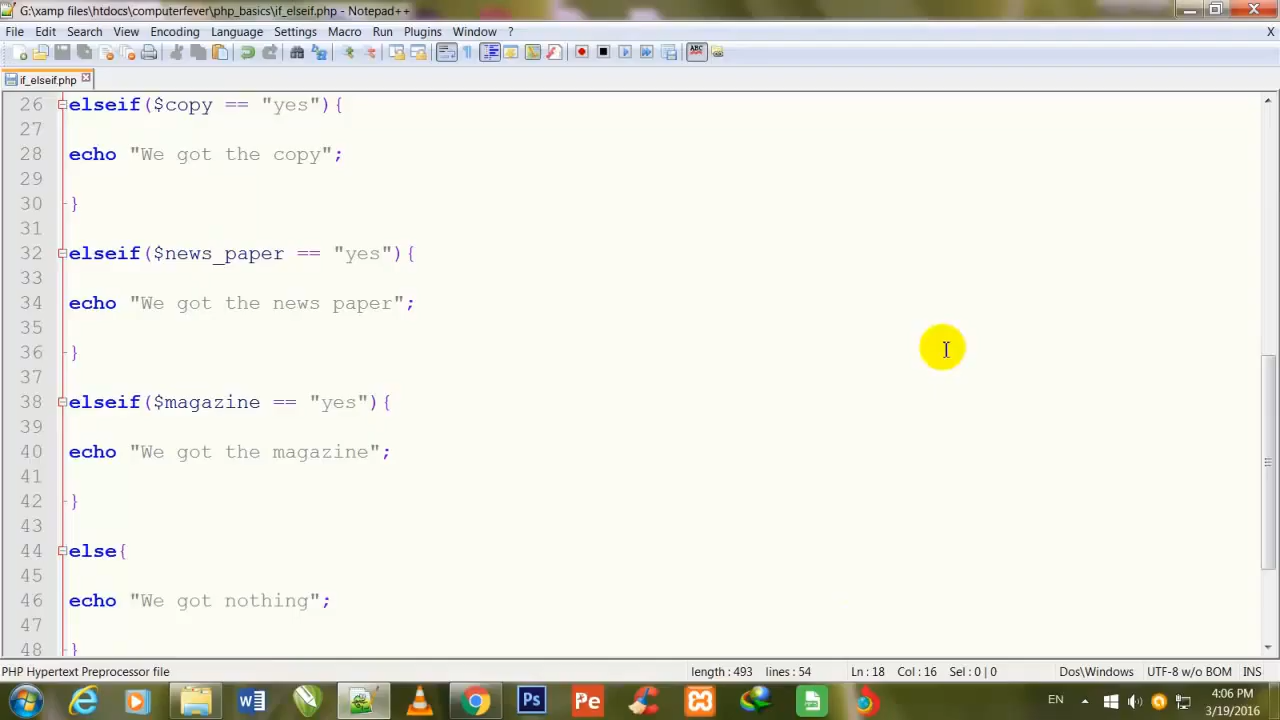 G:\xamp files\htdocs\computerfever\php_basics\if_elseif.php - Notepad++
File Edit Search View Encoding Language Settings Macro Run Plugins Window ? X
if_elseif.php
26 elseif($copy == "yes"){
27
28 echo "We got the copy";
29
30 }
31
32 elseif($news_paper == "yes"){
33
34 echo "We got the news paper";
35
36 }
37
38 elseif($magazine == "yes"){
39
40 echo "We got the magazine";
41
42 }
43
44 else{
45
46 echo "We got nothing";
47
48 }
PHP Hypertext Preprocessor file length : 493 lines : 54 Ln : 18 Col : 16 Sel : 0 | 0 Dos\Windows UTF-8 w/o BOM INS
EN 4:06 PM
3/19/2016